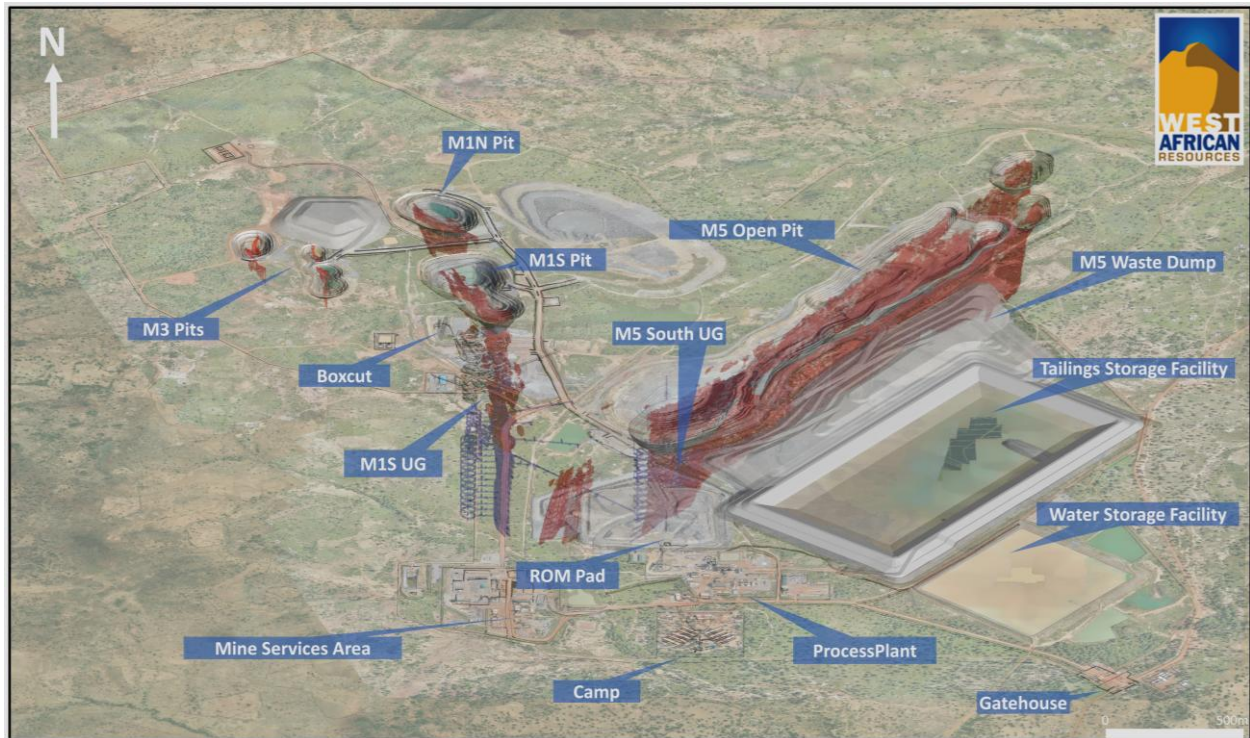 N
WEST
AFRICAN
RESOURCES
M1N Pit
M5 Open Pit
M1S Pit
M5 Waste Dump
M3 Pits
M5 South UG
Boxcut
Tailings Storage Facility
M1S UG
Water Storage Facility
ROM Pad
Mine Services Area
ProcessPlant
Camp
Gatehouse
0 500m